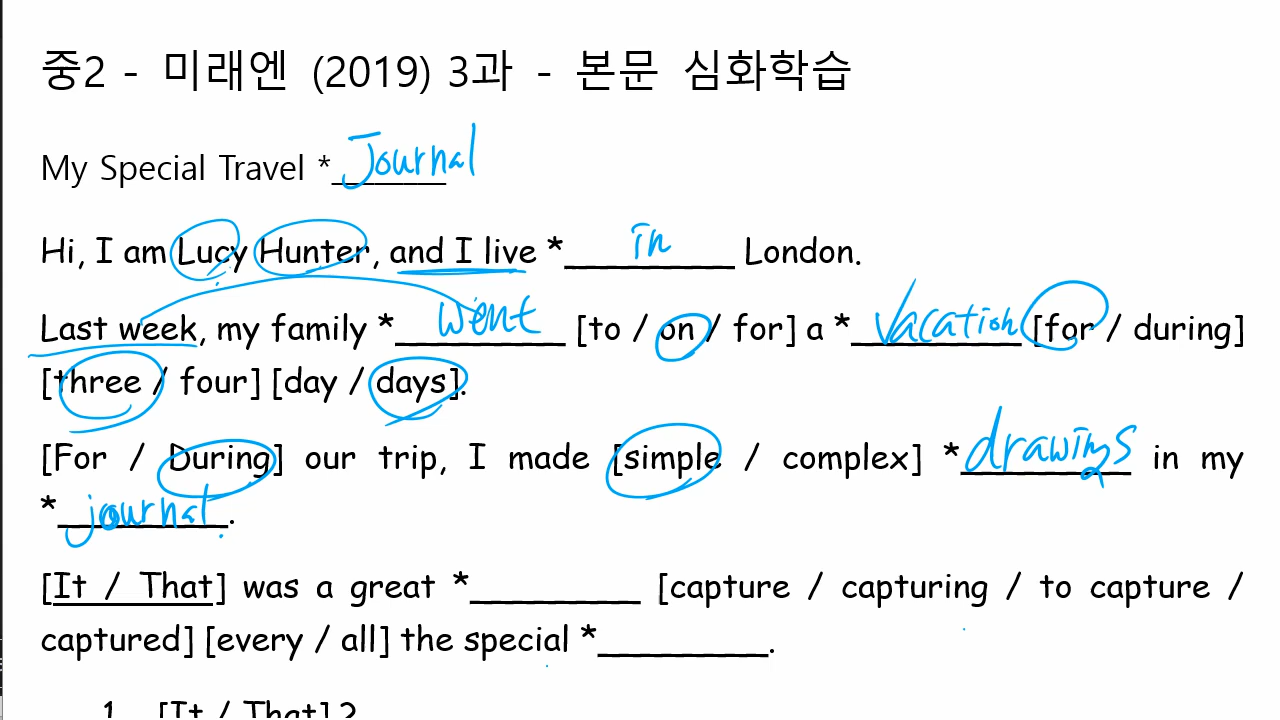 중2 - 미래엔 (2019) 3과 - 본문 심화학습
My Special Travel *Journal
Hi, I am Lucy Hunter, and I live *in London.
Last week, my family *went [to / on / for] a *Vacation [for / during]
[three / four] [day / days].
[For / During] our trip, I made [simple / complex] *drawings in my
*journal.
[It / That] was a great *________ [capture / capturing / to capture /
captured] [every / all] the special *________.
1. [It / That] ?